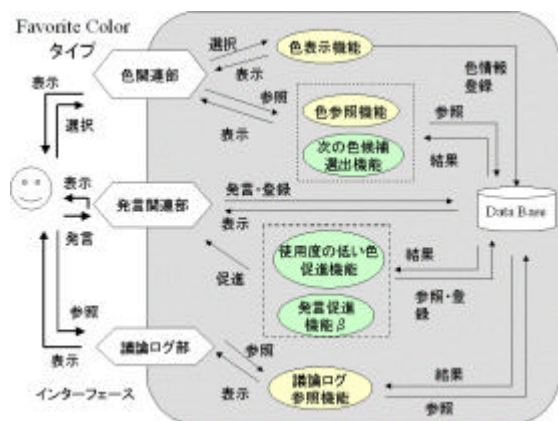 Favorite Color
タイプ
表示
選択
色関連部
選択
表示
色表示機能
色情報
登録
参照
表示
色参照機能
次の色候補
選出機能
参照
結果
表示
発言
発言関連部
発言・登録
表示
Data Base
促進
使用度の低い色
促進機能
発言促進
機能β
結果
参照・登
録
参照
表示
議論ログ部
参照
表示
議論ログ
参照機能
結果
参照
インターフェース